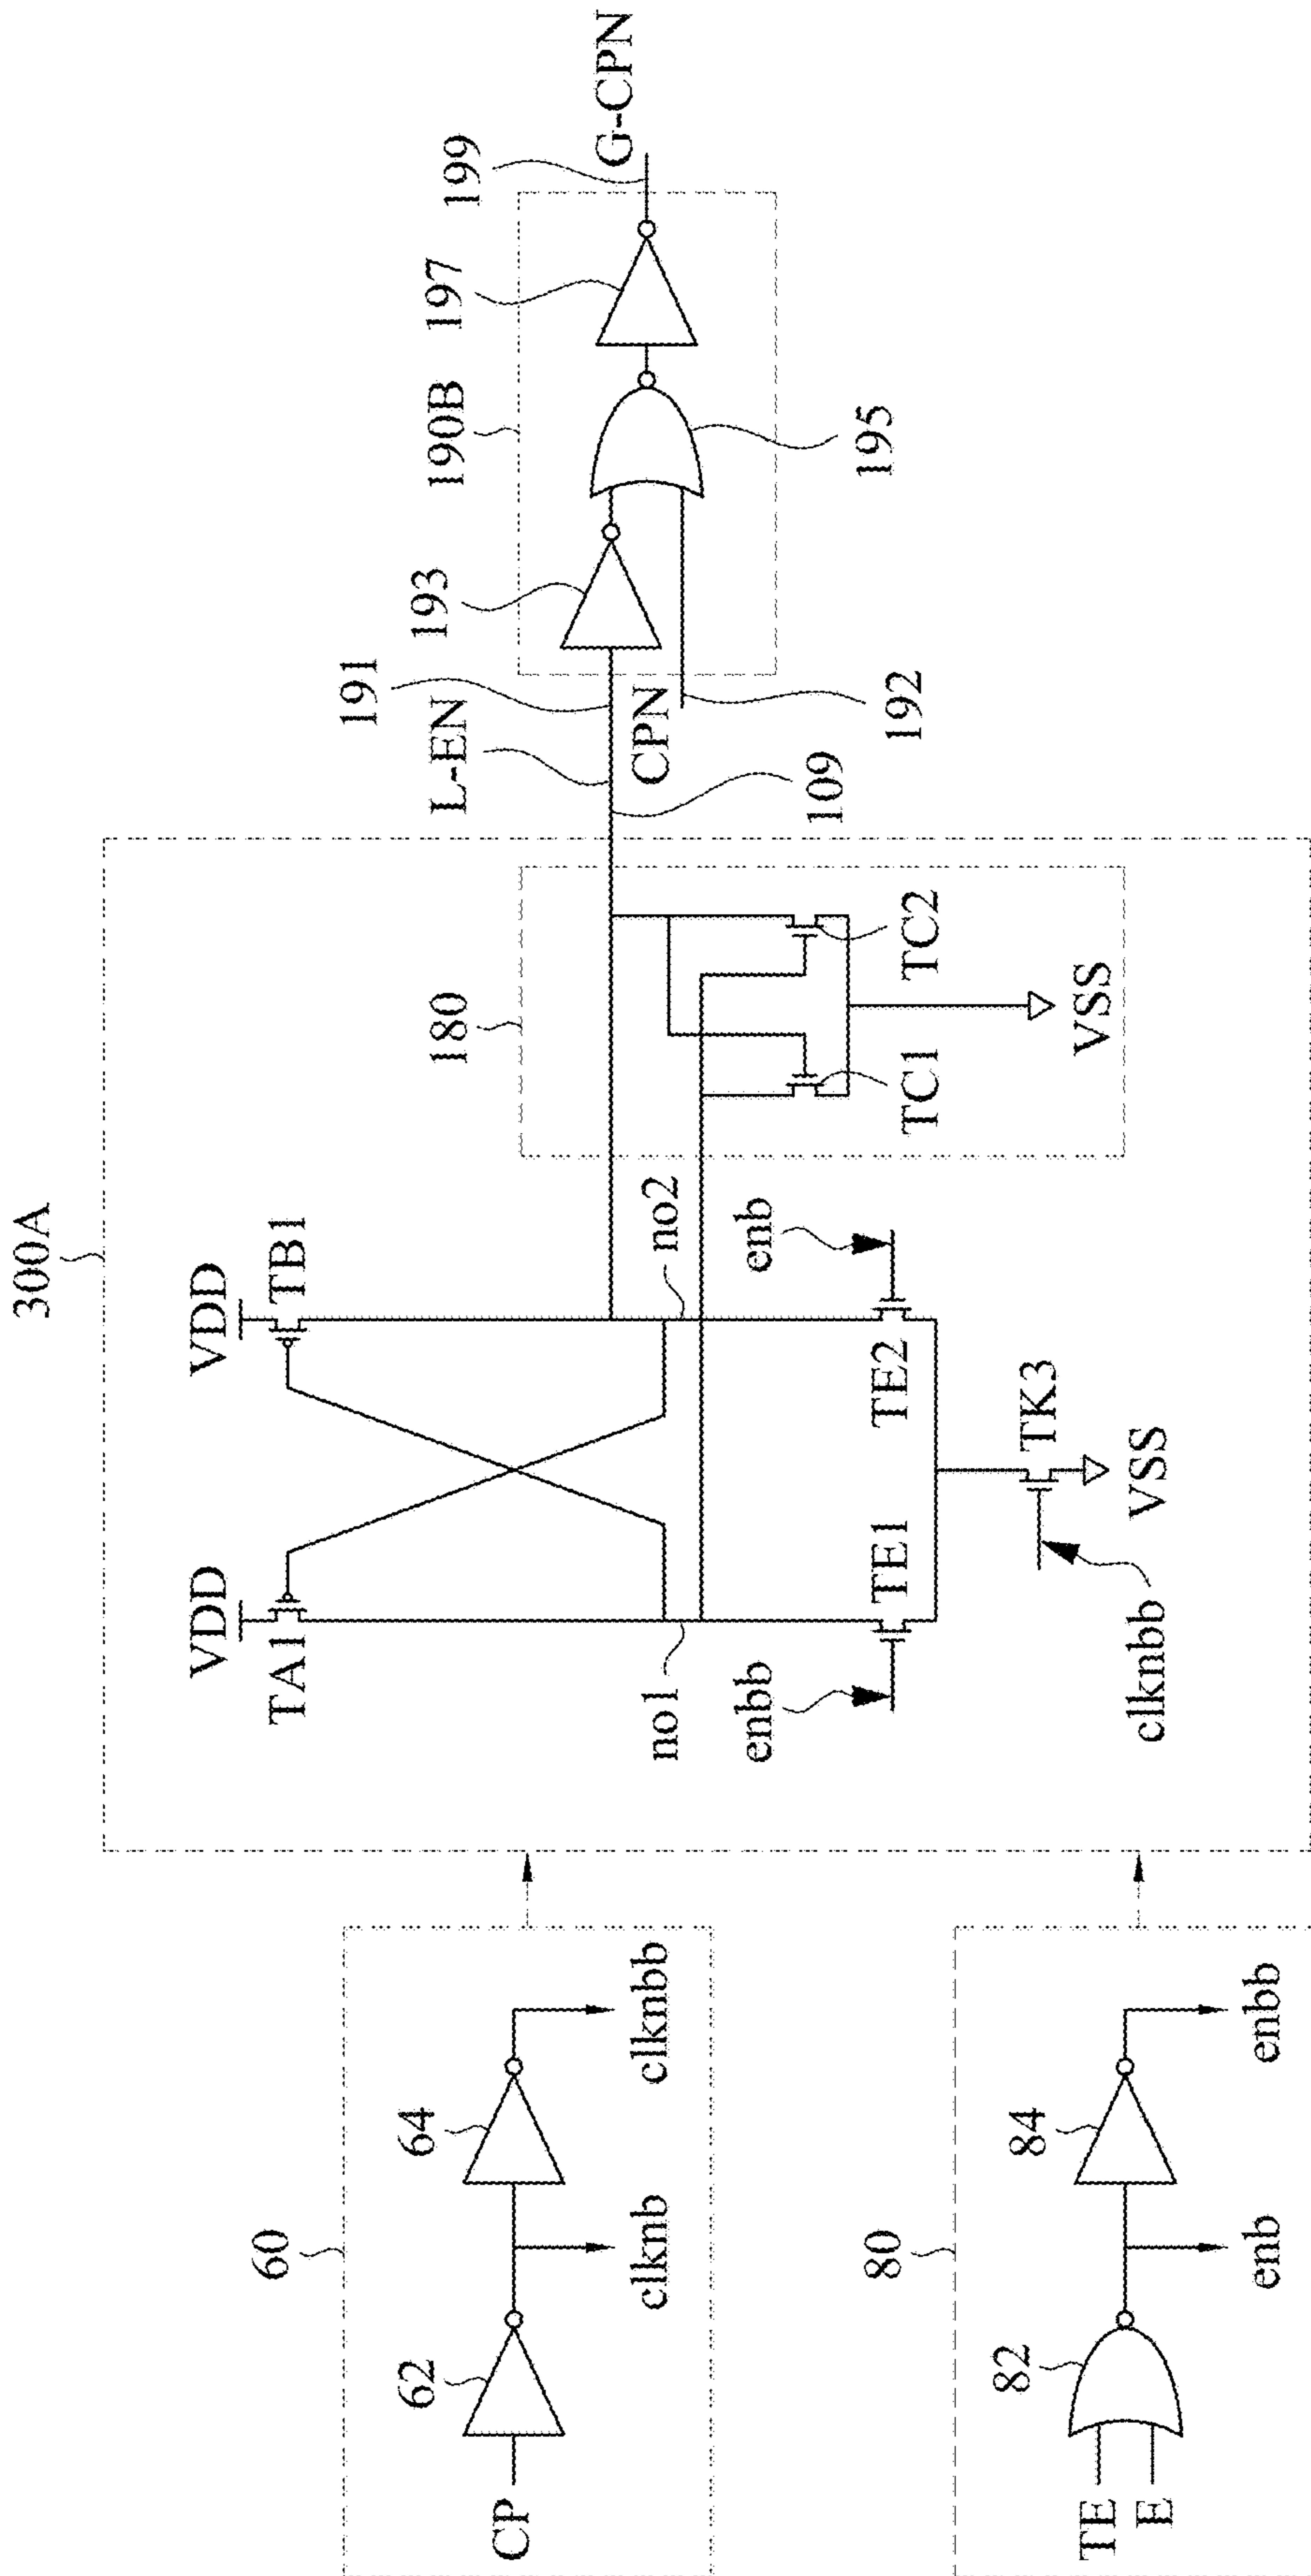 300A
60
62
64
CP
clknb
clknbb
80
82
84
TE
E
enb
enbb
VDD
VDD
TA1
TB1
no1
no2
enbb
enb
TE1
TE2
TK3
clknbb
VSS
180
TC1
TC2
VSS
L-EN
191
109
CPN
192
190B
193
195
197
199
G-CPN